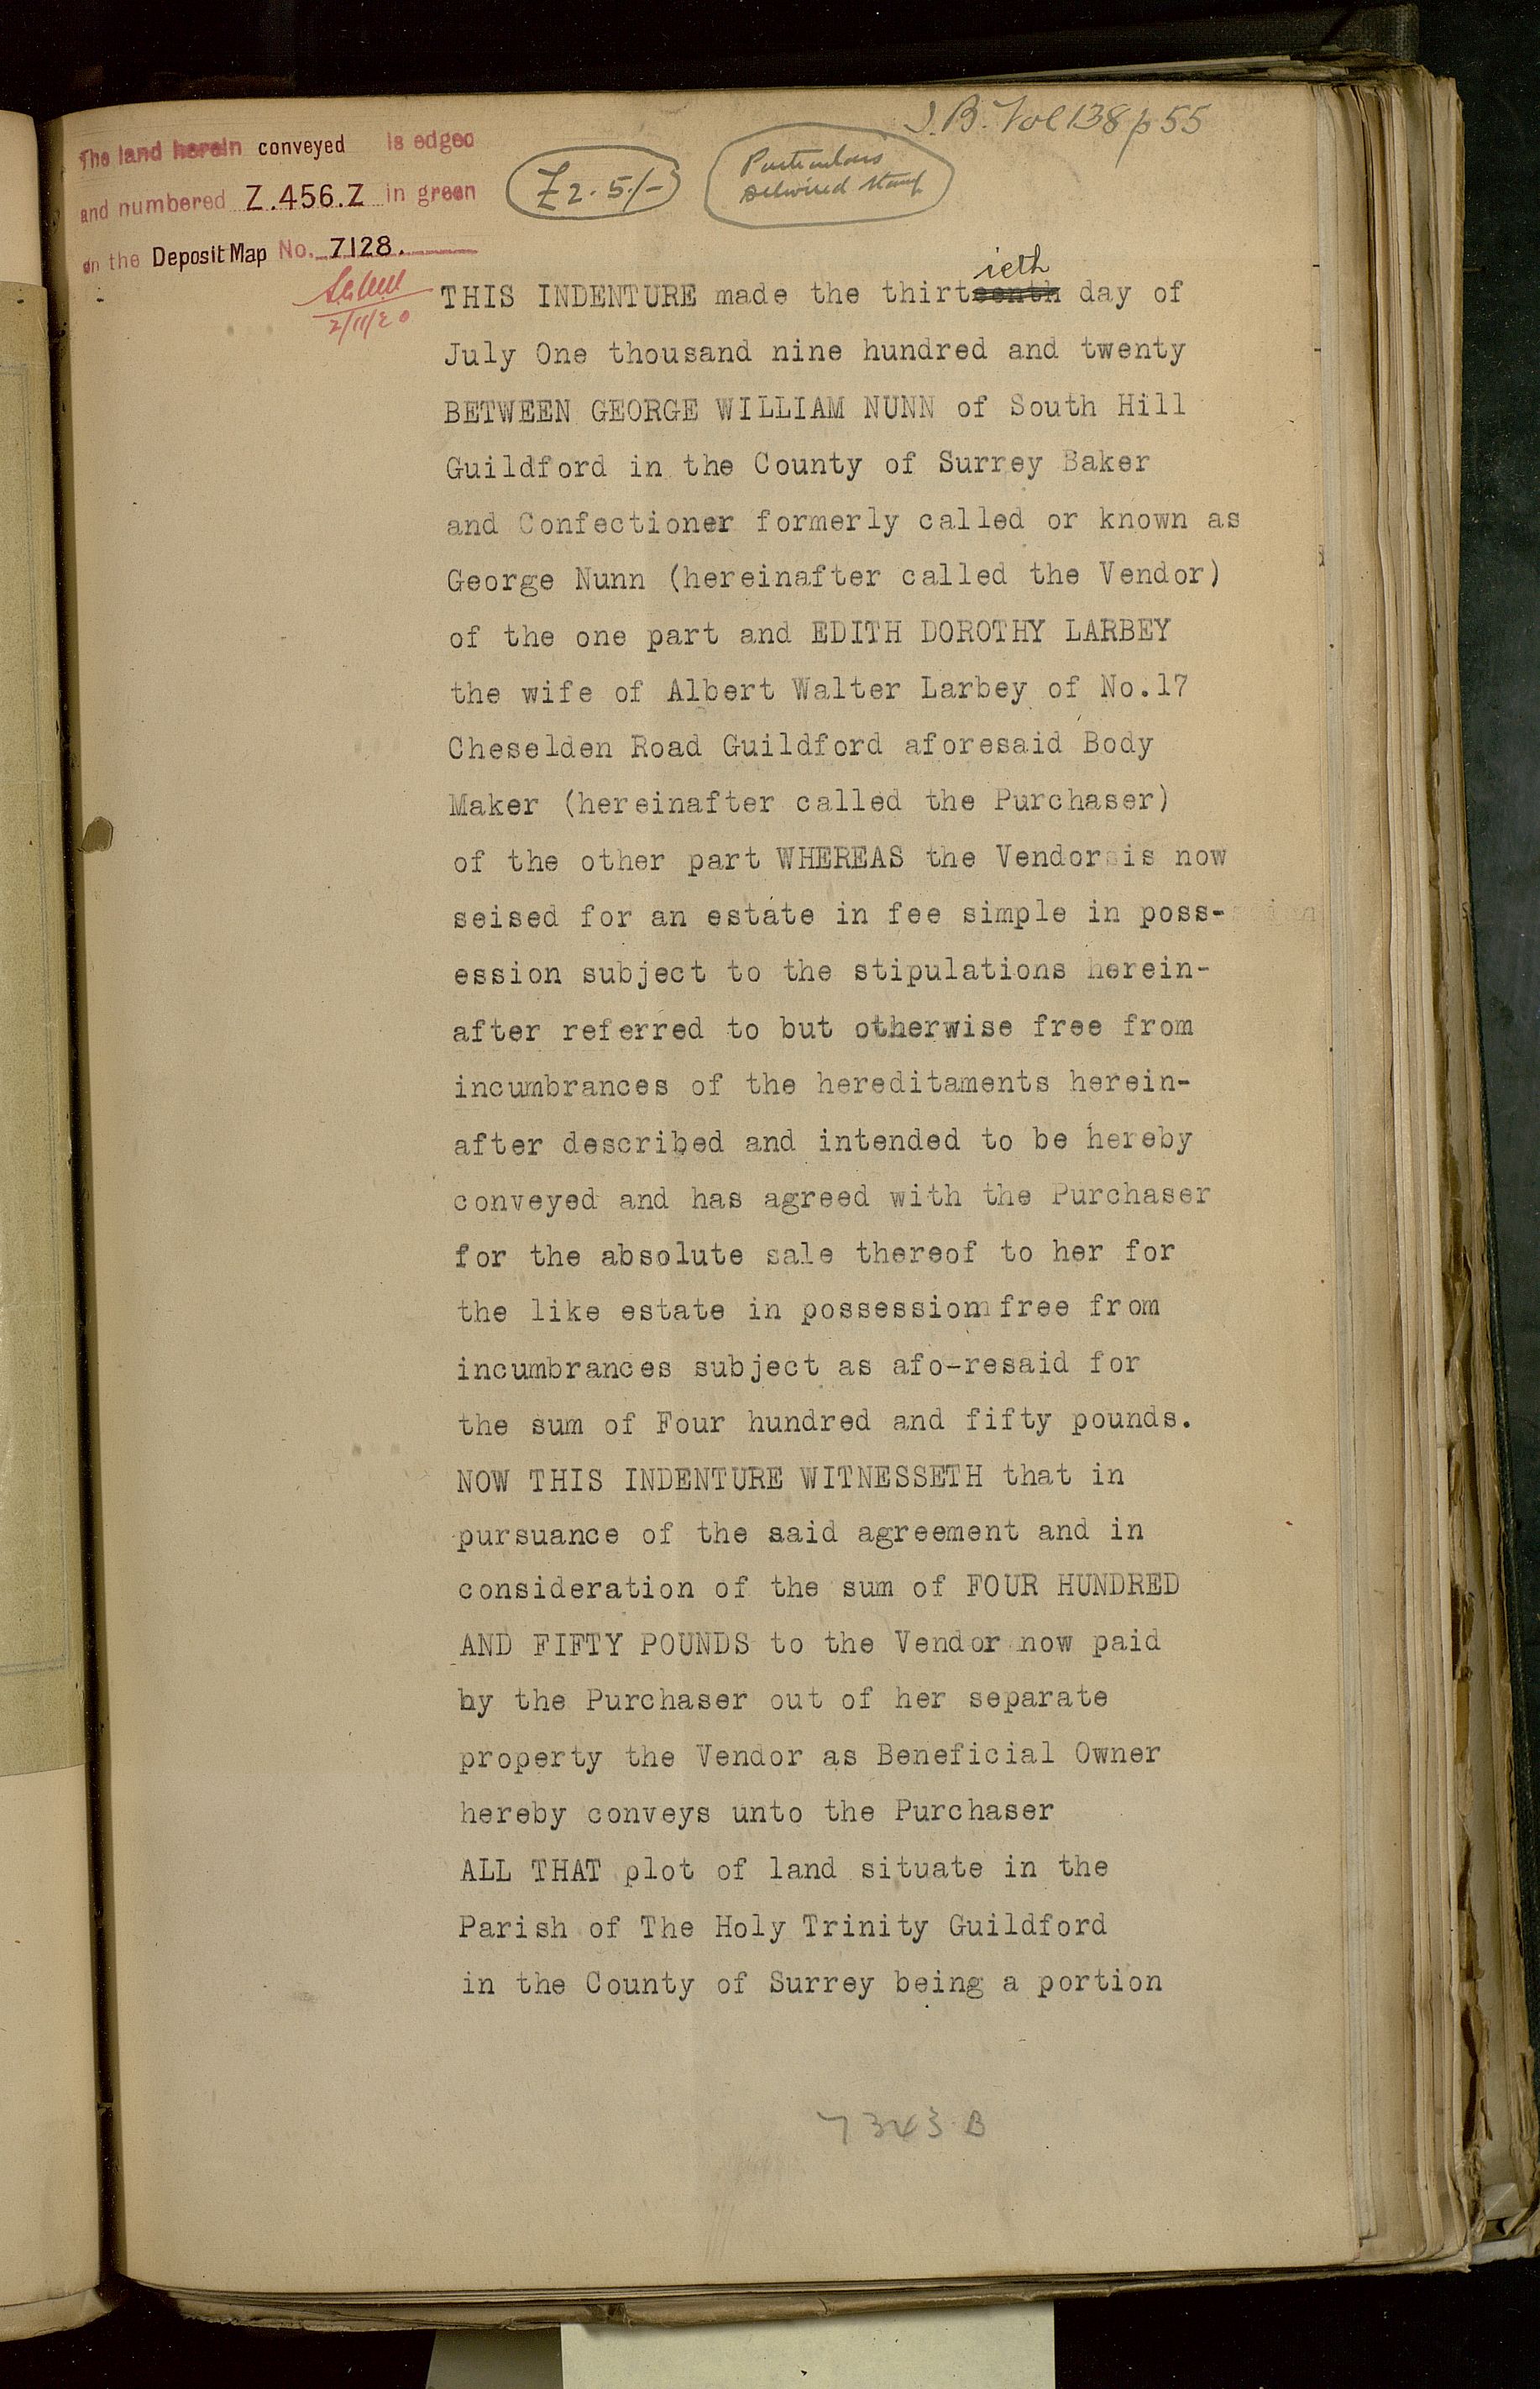 J.B. Vol 138 p 55
The land herein conveyed is edged
and numbered Z.456.Z in green
on the Deposit Map No. 7128.
£2.5/-
Particulars
delivered stamp
2/11/20
ieth
THIS INDENTURE made the thirteenth day of
July One thousand nine hundred and twenty
BETWEEN GEORGE WILLIAM NUNN of South Hill
Guildford in the County of Surrey Baker
and Confectioner formerly called or known as
George Nunn (hereinafter called the Vendor)
of the one part and EDITH DOROTHY LARBEY
the wife of Albert Walter Larbey of No.17
Cheselden Road Guildford aforesaid Body
Maker (hereinafter called the Purchaser)
of the other part WHEREAS the Vendor is now
seised for an estate in fee simple in poss-
ession subject to the stipulations herein-
after referred to but otherwise free from
incumbrances of the hereditaments herein-
after described and intended to be hereby
conveyed and has agreed with the Purchaser
for the absolute sale thereof to her for
the like estate in possession free from
incumbrances subject as afo-resaid for
the sum of Four hundred and fifty pounds.
NOW THIS INDENTURE WITNESSETH that in
pursuance of the said agreement and in
consideration of the sum of FOUR HUNDRED
AND FIFTY POUNDS to the Vendor now paid
by the Purchaser out of her separate
property the Vendor as Beneficial Owner
hereby conveys unto the Purchaser
ALL THAT plot of land situate in the
Parish of The Holy Trinity Guildford
in the County of Surrey being a portion
7343 B